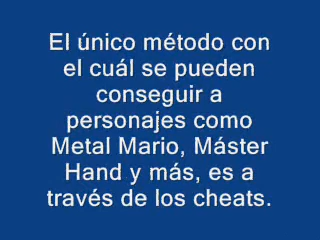 El único método con
el cuál se pueden
conseguir a
personajes como
Metal Mario, Máster
Hand y más, es a
través de los cheats.